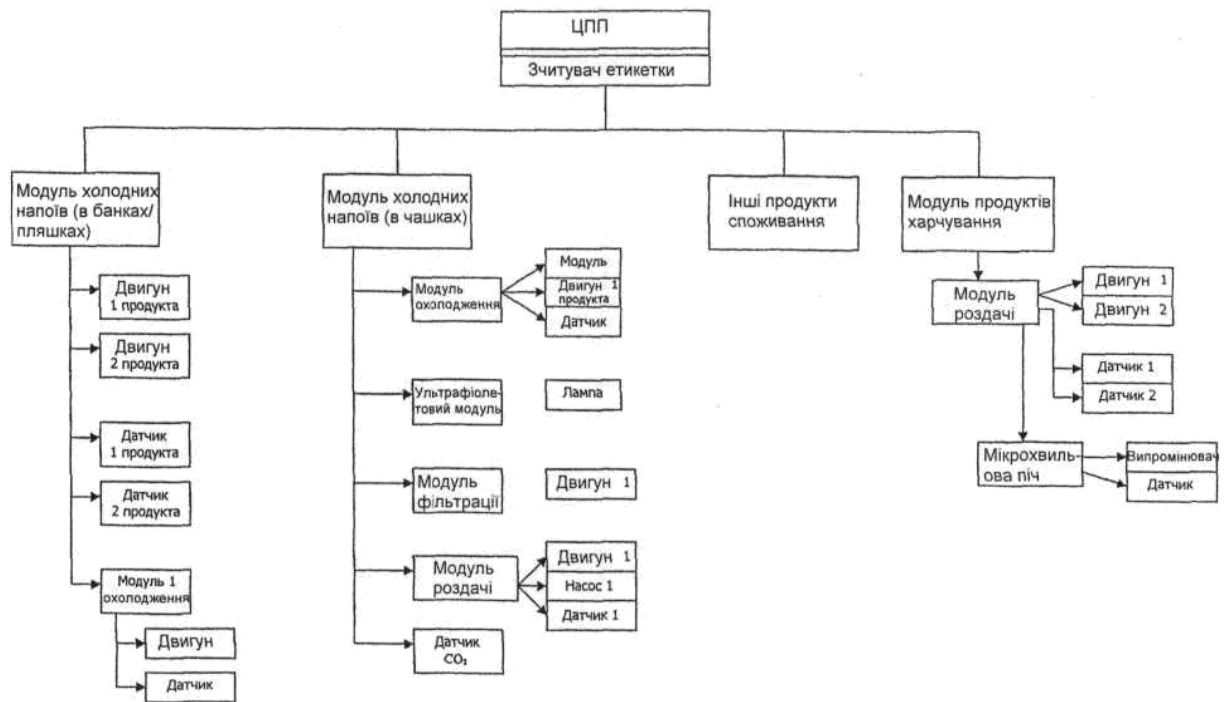 ЦПП
Зчитувач етикетки
Модуль холодних
напоїв (в банках/
пляшках)
Двигун
1 продукта
Двигун
2 продукта
Датчик
1 продукта
Датчик
2 продукта
Модуль 1
охолодження
Двигун
Датчик
Модуль холодних
напоїв (в чашках)
Модуль
охолодження
Модуль
Двигун 1
продукта
Датчик
Ультрафіоле-
товий модуль
Лампа
Модуль
фільтрації
Двигун 1
Модуль
роздачі
Двигун 1
Насос 1
Датчик 1
Датчик
CO₂
Інші продукти
споживання
Модуль продуктів
харчування
Модуль
роздачі
Двигун 1
Двигун 2
Датчик 1
Датчик 2
Мікрохвиль-
ова піч
Випромінювач
Датчик